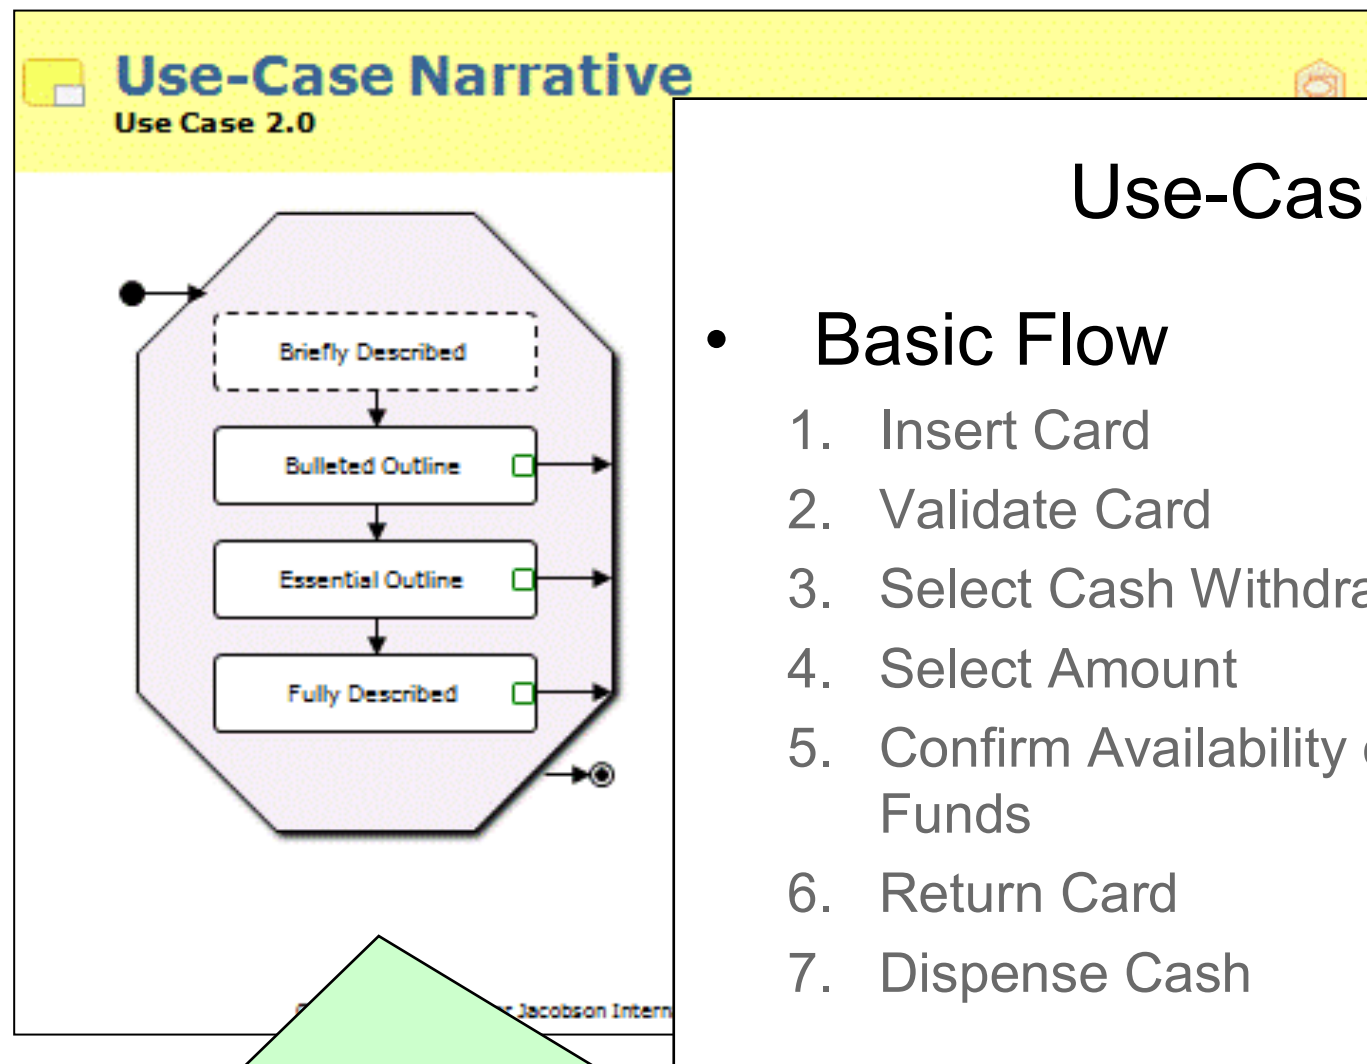 Use-Case Narrative
Use Case 2.0
Briefly Described
Bulleted Outline
Essential Outline
Fully Described
Jacobson Intern
Use-Cas
• Basic Flow
1. Insert Card
2. Validate Card
3. Select Cash Withdra
4. Select Amount
5. Confirm Availability
Funds
6. Return Card
7. Dispense Cash